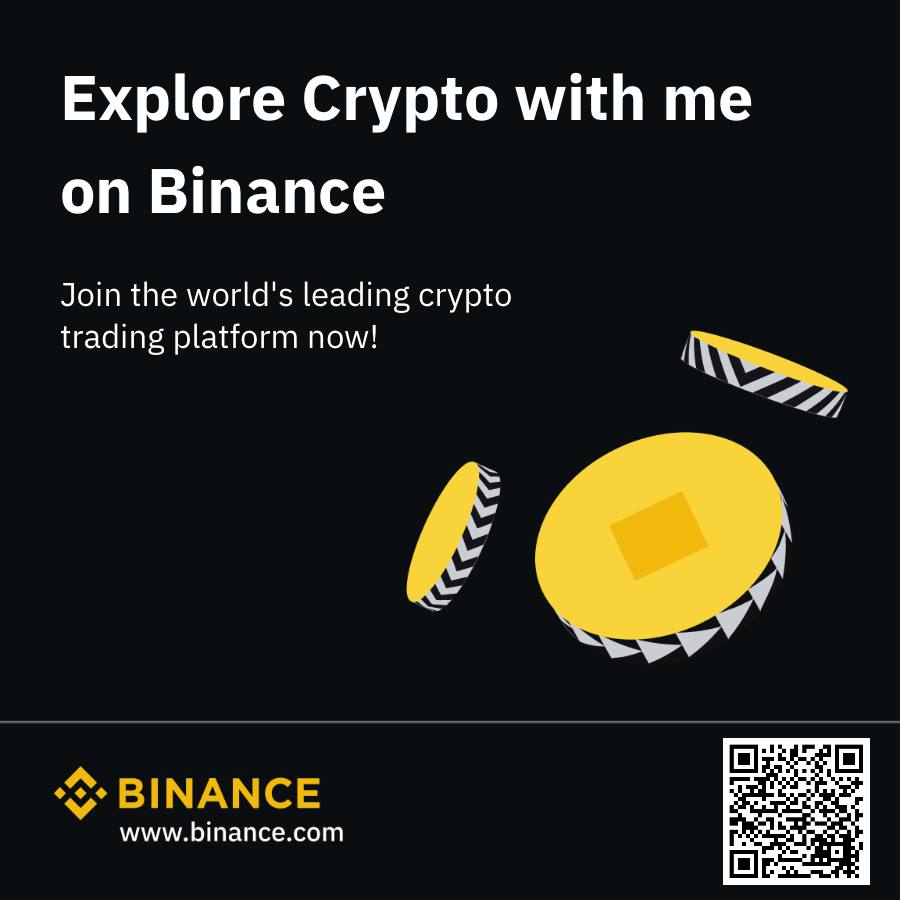 Explore Crypto with me
on Binance
Join the world's leading crypto
trading platform now!
BINANCE
www.binance.com